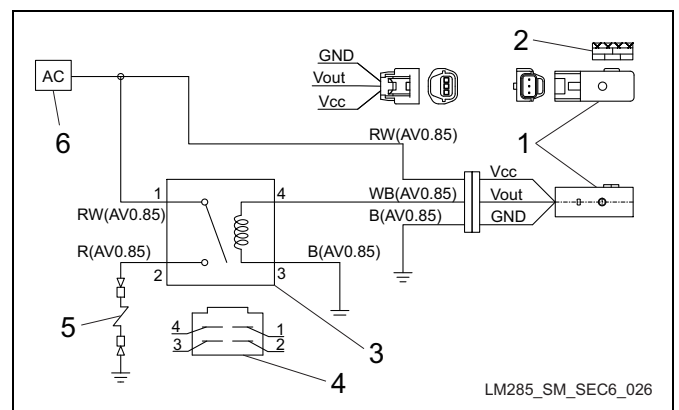 GND
Vout
Vcc
2
AC
6
1
RW(AV0.85)
Vcc
1
4
WB(AV0.85)
Vout
RW(AV0.85)
B(AV0.85)
GND
R(AV0.85)
B(AV0.85)
2
3
5
4
1
3
2
3
4
LM285_SM_SEC6_026